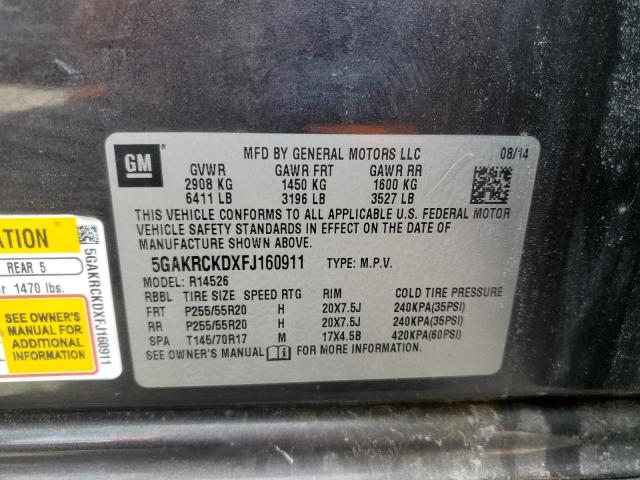 GM
MFD BY GENERAL MOTORS LLC 08/14
GVWR GAWR FRT GAWR RR
2908 KG 1450 KG 1600 KG
6411 LB 3196 LB 3527 LB
THIS VEHICLE CONFORMS TO ALL APPLICABLE U.S. FEDERAL MOTOR
VEHICLE SAFETY STANDARDS IN EFFECT ON THE DATE OF
MANUFACTURE SHOWN ABOVE.
5GAKRCKDXFJ160911 TYPE: M.P.V.
MODEL: R14526
RBBL TIRE SIZE SPEED RTG RIM COLD TIRE PRESSURE
FRT P255/55R20 H 20X7.5J 240KPA(35PSI)
RR P255/55R20 H 20X7.5J 240KPA(35PSI)
SPA T145/70R17 M 17X4.5B 420KPA(60PSI)
SEE OWNER'S MANUAL FOR MORE INFORMATION.
REAR 5
r 1470 lbs.
SEE OWNER'S
MANUAL FOR
ADDITIONAL
INFORMATION
5GAKRCKDXFJ160911